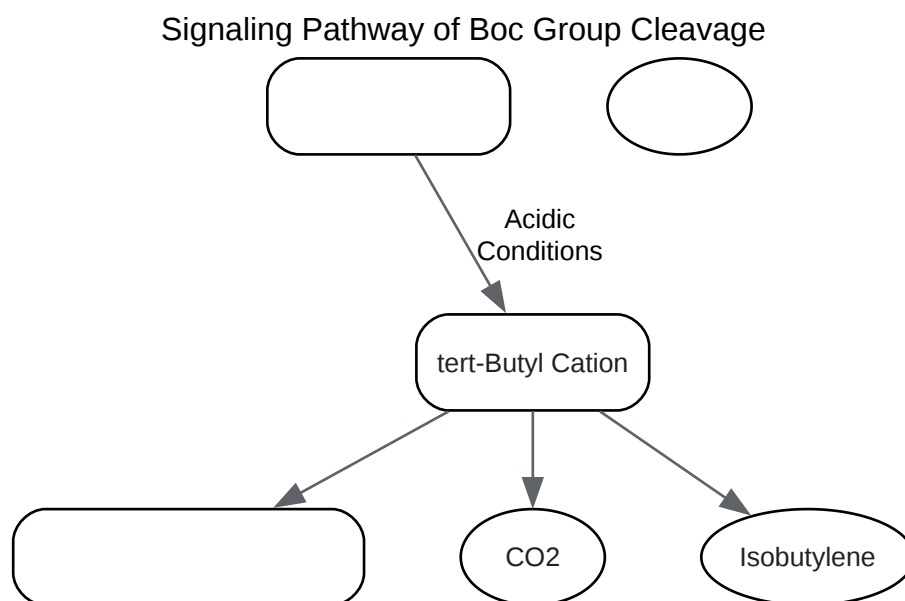 Signaling Pathway of Boc Group Cleavage
Acidic
Conditions
tert-Butyl Cation
CO2
Isobutylene